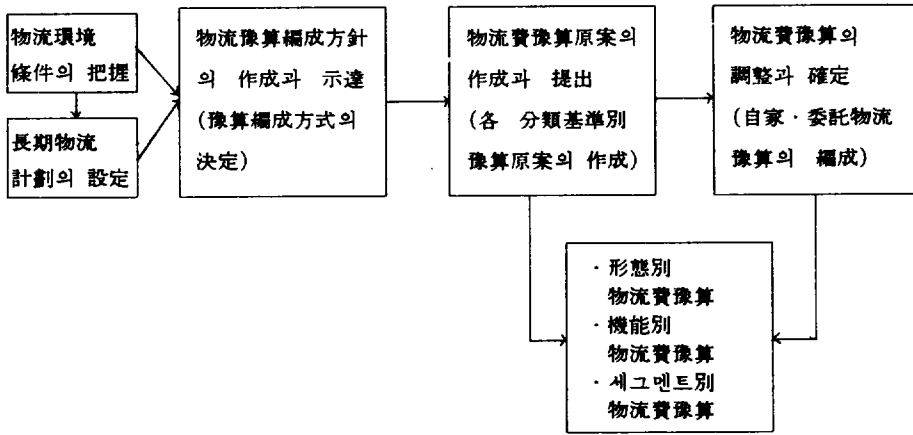 物流環境
條件의 把握
長期物流
計劃의 設定
物流豫算編成方針
의 作成과 示達
(豫算編成方式의
決定)
物流費豫算原案의
作成과 提出
(各 分類基準別
豫算原案의 作成)
物流費豫算의
調整과 確定
(自家·委託物流
豫算의 編成)
· 形態別
物流費豫算
· 機能別
物流費豫算
· 세그멘트別
物流費豫算